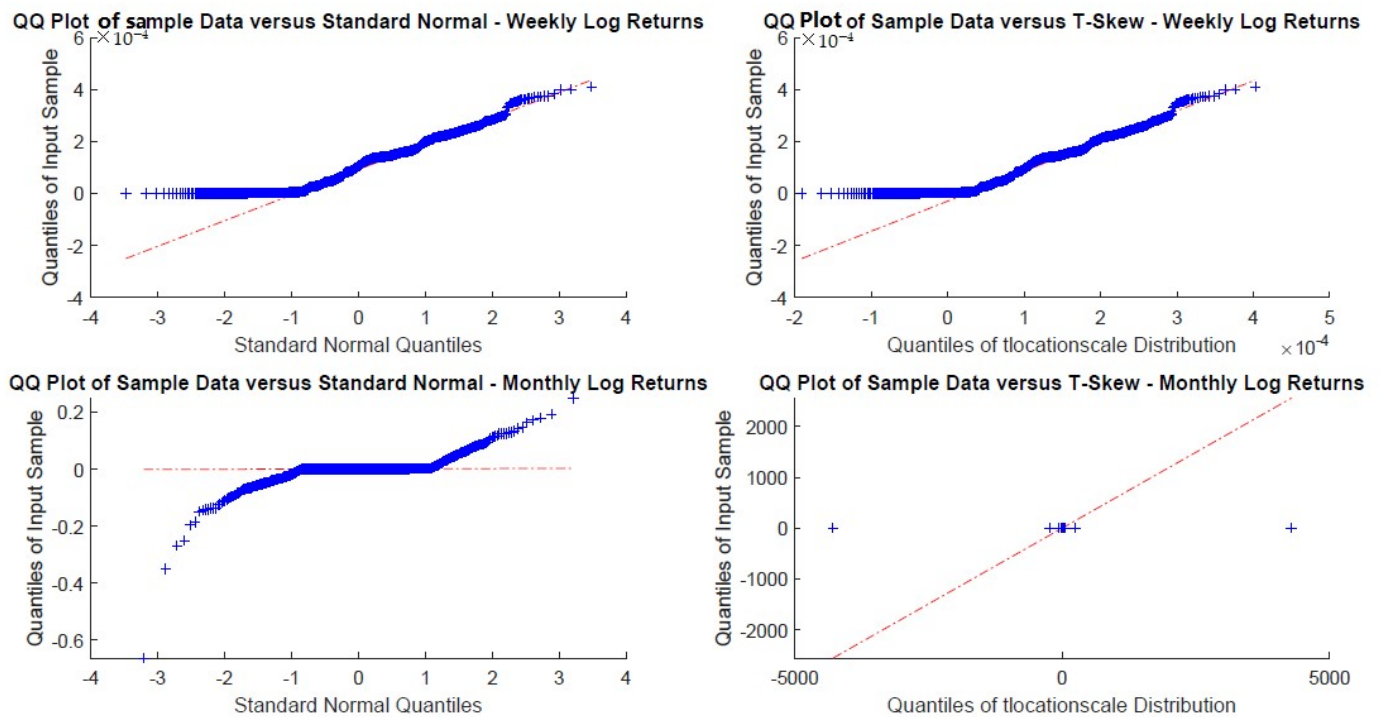 QQ Plot of sample Data versus Standard Normal - Weekly Log Returns
6 ×10⁻⁴
4
2
0
-2
-4
Quantiles of Input Sample
-4 -3 -2 -1 0 1 2 3 4
Standard Normal Quantiles
QQ Plot of Sample Data versus T-Skew - Weekly Log Returns
6 ×10⁻⁴
4
2
0
-2
-4
Quantiles of Input Sample
-2 -1 0 1 2 3 4 5
Quantiles of tlocationscale Distribution × 10⁻⁴
QQ Plot of Sample Data versus Standard Normal - Monthly Log Returns
0.2
0
-0.2
-0.4
-0.6
Quantiles of Input Sample
-4 -3 -2 -1 0 1 2 3 4
Standard Normal Quantiles
QQ Plot of Sample Data versus T-Skew - Monthly Log Returns
2000
1000
0
-1000
-2000
Quantiles of Input Sample
-5000 0 5000
Quantiles of tlocationscale Distribution